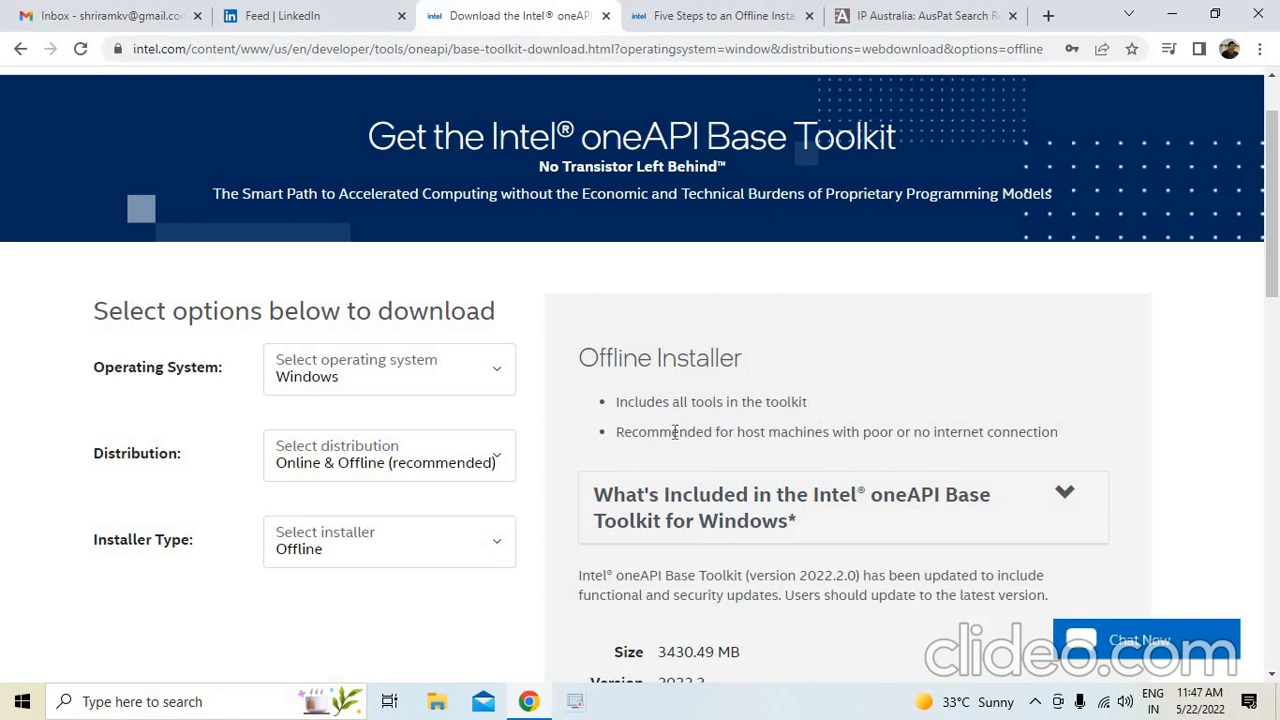 Inbox - shriramkv@gmail.com
Feed | LinkedIn
Download the Intel® oneAPI
Five Steps to an Offline Insta
IP Australia: AusPat Search R
intel.com/content/www/us/en/developer/tools/oneapi/base-toolkit-download.html?operatingsystem=window&distributions=webdownload&options=offline
Get the Intel® oneAPI Base Toolkit
No Transistor Left Behind™
The Smart Path to Accelerated Computing without the Economic and Technical Burdens of Proprietary Programming Models
Select options below to download
Operating System:
Select operating system
Windows
Distribution:
Select distribution
Online & Offline (recommended)
Installer Type:
Select installer
Offline
Offline Installer
• Includes all tools in the toolkit
• Recommended for host machines with poor or no internet connection
What's Included in the Intel® oneAPI Base
Toolkit for Windows*
Intel® oneAPI Base Toolkit (version 2022.2.0) has been updated to include
functional and security updates. Users should update to the latest version.
Size 3430.49 MB
Version 2022.2
Chat Now
clideo.com
Type here to search
33°C Sunny
ENG
IN
11:47 AM
5/22/2022